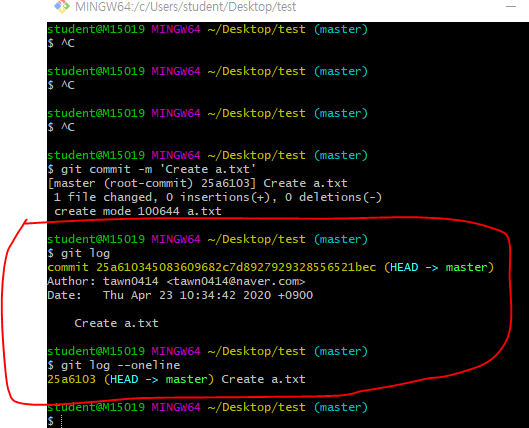 MINGW64:/c/Users/student/Desktop/test
student@M15019 MINGW64 ~/Desktop/test (master)
$ ^C
student@M15019 MINGW64 ~/Desktop/test (master)
$ ^C
student@M15019 MINGW64 ~/Desktop/test (master)
$ ^C
student@M15019 MINGW64 ~/Desktop/test (master)
$ git commit -m 'Create a.txt'
[master (root-commit) 25a6103] Create a.txt
 1 file changed, 0 insertions(+), 0 deletions(-)
 create mode 100644 a.txt
student@M15019 MINGW64 ~/Desktop/test (master)
$ git log
commit 25a610345083609682c7d8927929328556521bec (HEAD -> master)
Author: tawn0414 <tawn0414@naver.com>
Date:   Thu Apr 23 10:34:42 2020 +0900
    Create a.txt
student@M15019 MINGW64 ~/Desktop/test (master)
$ git log --oneline
25a6103 (HEAD -> master) Create a.txt
student@M15019 MINGW64 ~/Desktop/test (master)
$